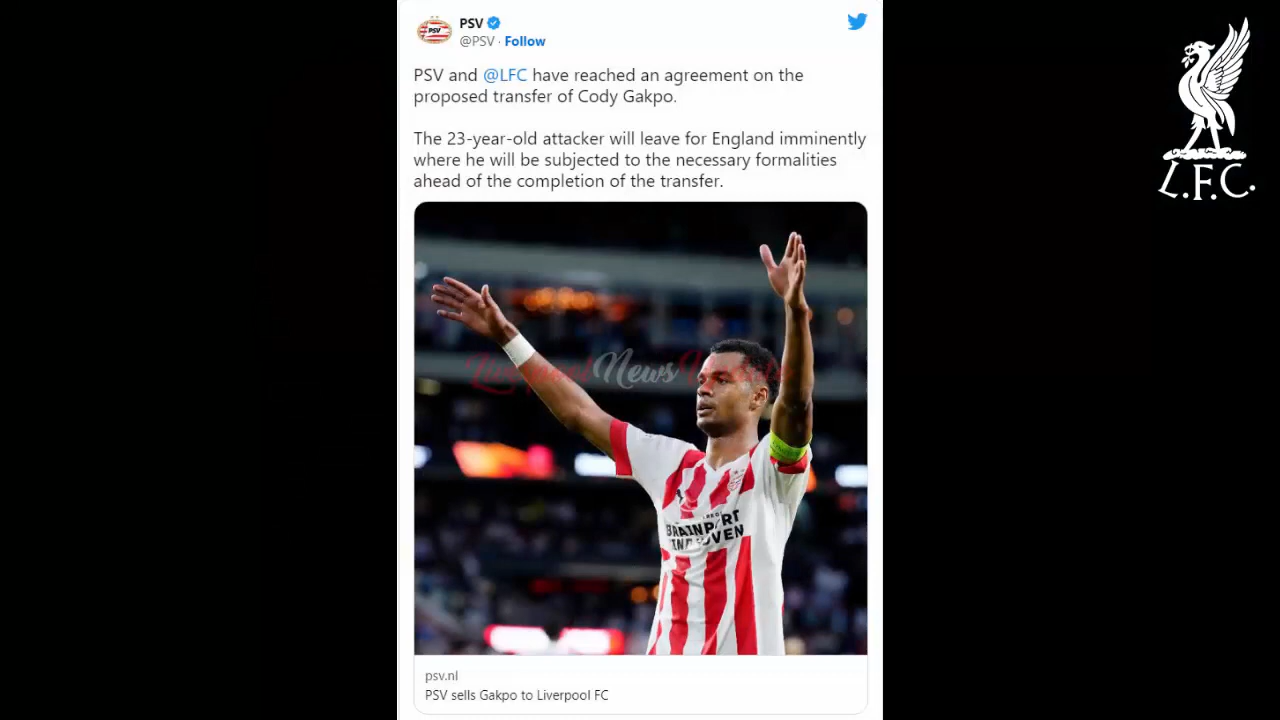 PSV
@PSV · Follow
PSV and @LFC have reached an agreement on the
proposed transfer of Cody Gakpo.
The 23-year-old attacker will leave for England imminently
where he will be subjected to the necessary formalities
ahead of the completion of the transfer.
L.F.C.
PSV
News
BRAINPORT
EINDHOVEN
psv.nl
PSV sells Gakpo to Liverpool FC